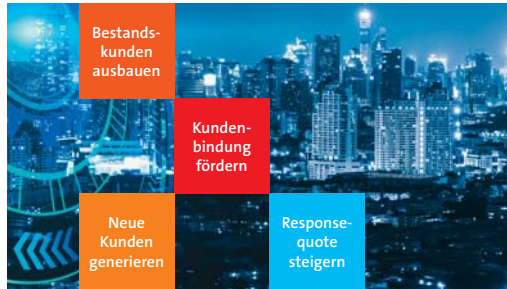 Bestands-
kunden
ausbauen
Kunden-
bindung
fördern
Neue
Kunden
generieren
Response-
quote
steigern